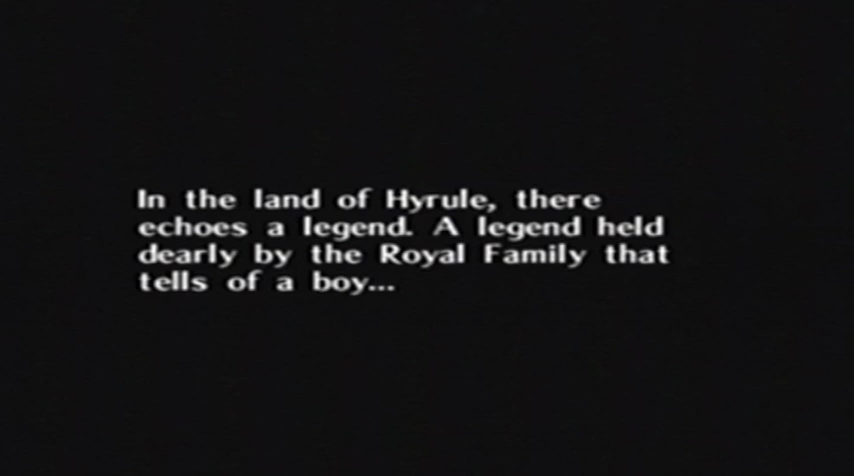 In the land of Hyrule, there
echoes a legend. A legend held
dearly by the Royal Family that
tells of a boy...